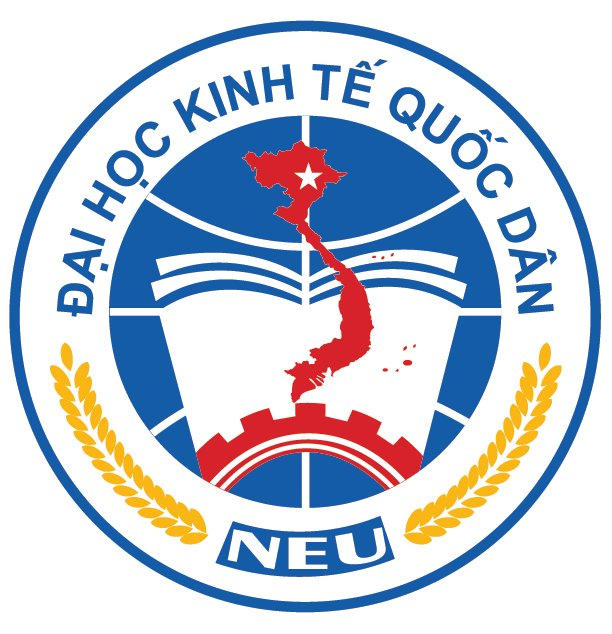 ĐẠI HỌC KINH TẾ QUỐC DÂN
NEU